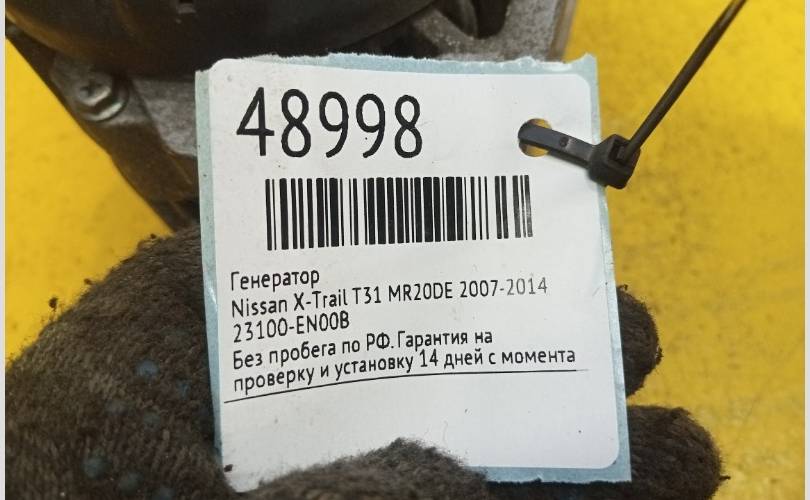 48998
Генератор
Nissan X-Trail T31 MR20DE 2007-2014
23100-EN00B
Без пробега по РФ. Гарантия на
проверку и установку 14 дней с момента